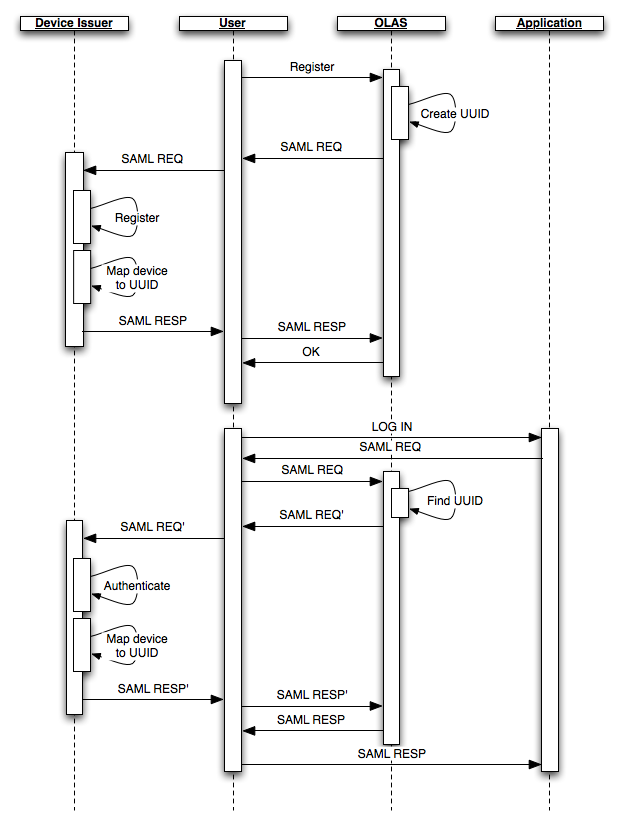 Device Issuer
User
OLAS
Application
Register
Create UUID
SAML REQ
SAML REQ
Register
Map device
to UUID
SAML RESP
SAML RESP
OK
LOG IN
SAML REQ
SAML REQ
Find UUID
SAML REQ'
SAML REQ'
Authenticate
Map device
to UUID
SAML RESP'
SAML RESP'
SAML RESP
SAML RESP